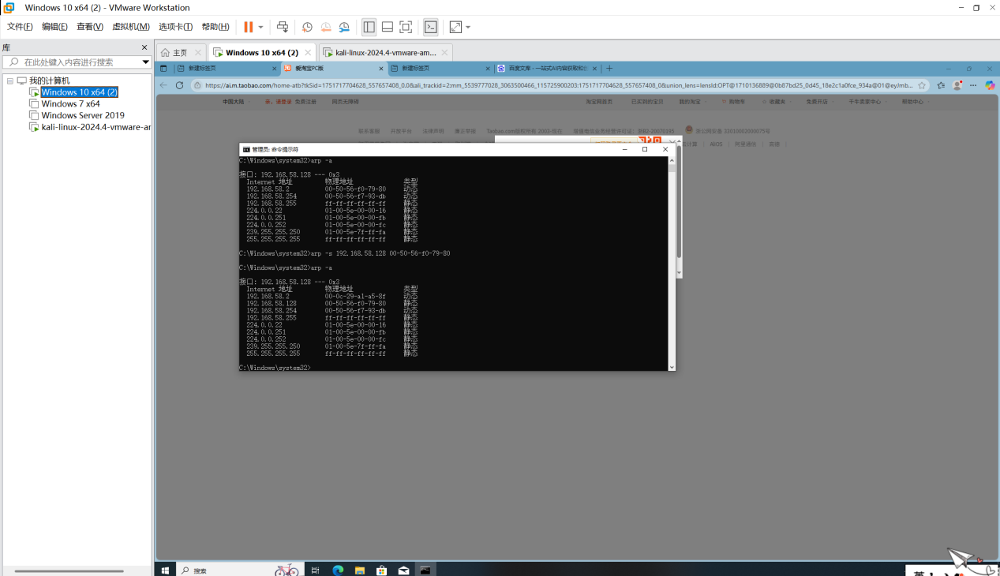 Windows 10 x64 (2) - VMware Workstation
文件(F) 编辑(E) 查看(V) 虚拟机(M) 选项卡(T) 帮助(H)
库
在此处键入内容进行搜索
我的计算机
Windows 10 x64 (2)
Windows 7 x64
Windows Server 2019
kali-linux-2024.4-vmware-ar
主页 Windows 10 x64 (2) kali-linux-2024.4-vmware-am...
新建标签页 爱淘宝PC版 新建标签页 百度文库 - 一站式AI内容获取和
https://ai.m.taobao.com/home-atb?tkSid=1751717704628_557657408_0.0&ali_trackid=2:mm_5539777028_3063500466_115725900203:1751717704628_557657408_0&union_lens=lensId:OPT@1710136889@0b87bd25_0d45_18e2c1a0fce_934a@01@eyJmb...
中国大陆 亲，请登录 免费注册 网页无障碍 淘宝网首页 已买到的宝贝 我的淘宝 购物车 收藏夹 免费开店 千牛卖家中心 帮助中心
联系客服 开放平台 法律声明 廉正举报 Taobao.com版权所有 2003-现在 增值电信业务经营许可证：浙B2-20070195 浙公网安备 33010002000075号
云计算 AliOS 阿里通信 高德
管理员: 命令提示符
C:\Windows\system32>arp -a
接口: 192.168.58.128 --- 0x3
Internet 地址 物理地址 类型
192.168.58.2 00-50-56-f0-79-80 动态
192.168.58.254 00-50-56-f7-93-db 动态
192.168.58.255 ff-ff-ff-ff-ff-ff 静态
224.0.0.22 01-00-5e-00-00-16 静态
224.0.0.251 01-00-5e-00-00-fb 静态
224.0.0.252 01-00-5e-00-00-fc 静态
239.255.255.250 01-00-5e-7f-ff-fa 静态
255.255.255.255 ff-ff-ff-ff-ff-ff 静态
C:\Windows\system32>arp -s 192.168.58.128 00-50-56-f0-79-80
C:\Windows\system32>arp -a
接口: 192.168.58.128 --- 0x3
Internet 地址 物理地址 类型
192.168.58.2 00-0c-29-a1-a5-8f 动态
192.168.58.128 00-50-56-f0-79-80 静态
192.168.58.254 00-50-56-f7-93-db 动态
192.168.58.255 ff-ff-ff-ff-ff-ff 静态
224.0.0.22 01-00-5e-00-00-16 静态
224.0.0.251 01-00-5e-00-00-fb 静态
224.0.0.252 01-00-5e-00-00-fc 静态
239.255.255.250 01-00-5e-7f-ff-fa 静态
255.255.255.255 ff-ff-ff-ff-ff-ff 静态
C:\Windows\system32>
搜索
英